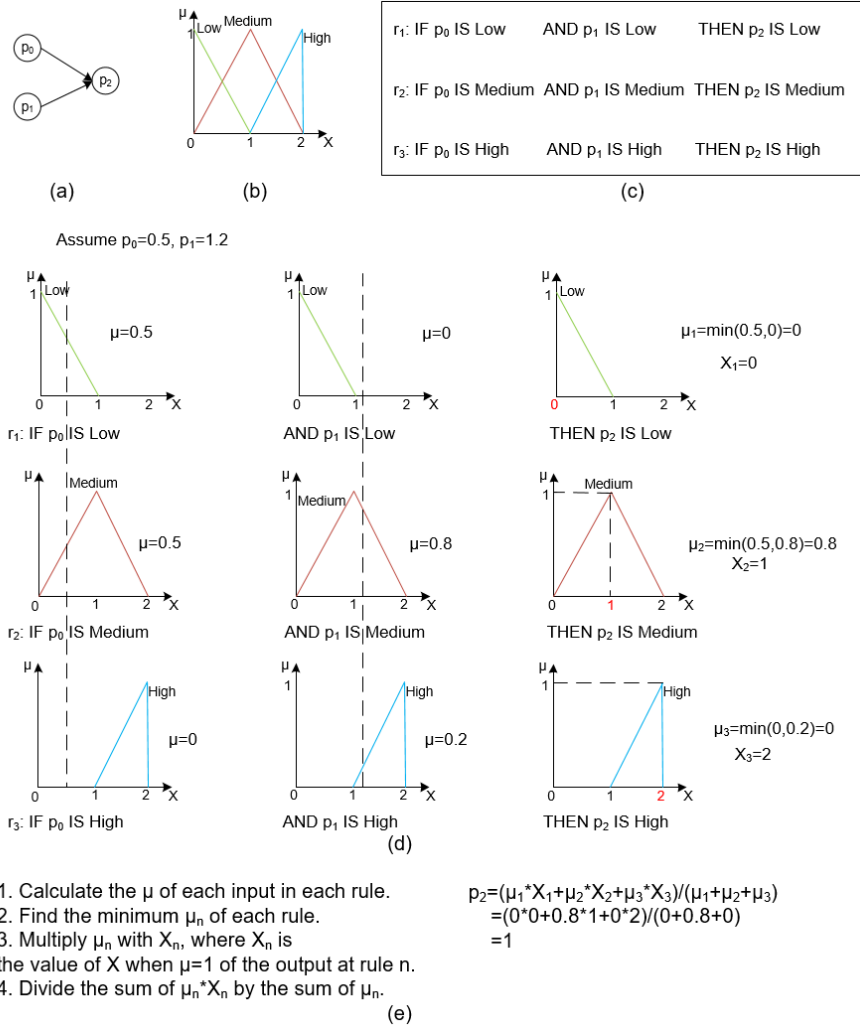 p0
p1
p2
μ
1
Low
Medium
High
0 1 2 X
(a)
(b)
r1: IF p0 IS Low AND p1 IS Low THEN p2 IS Low
r2: IF p0 IS Medium AND p1 IS Medium THEN p2 IS Medium
r3: IF p0 IS High AND p1 IS High THEN p2 IS High
(c)
Assume p0=0.5, p1=1.2
μ
1
Low
μ=0.5
0 1 2 X
r1: IF p0 IS Low
μ
1
Low
μ=0
0 1 2 X
AND p1 IS Low
μ
1
Low
μ1=min(0.5,0)=0
X1=0
0 1 2 X
THEN p2 IS Low
μ
Medium
μ=0.5
0 1 2 X
r2: IF p0 IS Medium
μ
1
Medium
μ=0.8
0 1 2 X
AND p1 IS Medium
μ
1
Medium
μ2=min(0.5,0.8)=0.8
X2=1
0 1 2 X
THEN p2 IS Medium
μ
High
μ=0
0 1 2 X
r3: IF p0 IS High
μ
1
High
μ=0.2
0 1 2 X
AND p1 IS High
μ
1
High
μ3=min(0,0.2)=0
X3=2
0 1 2 X
THEN p2 IS High
(d)
1. Calculate the μ of each input in each rule.
2. Find the minimum μn of each rule.
3. Multiply μn with Xn, where Xn is
the value of X when μ=1 of the output at rule n.
4. Divide the sum of μn*Xn by the sum of μn.
p2=(μ1*X1+μ2*X2+μ3*X3)/(μ1+μ2+μ3)
=(0*0+0.8*1+0*2)/(0+0.8+0)
=1
(e)